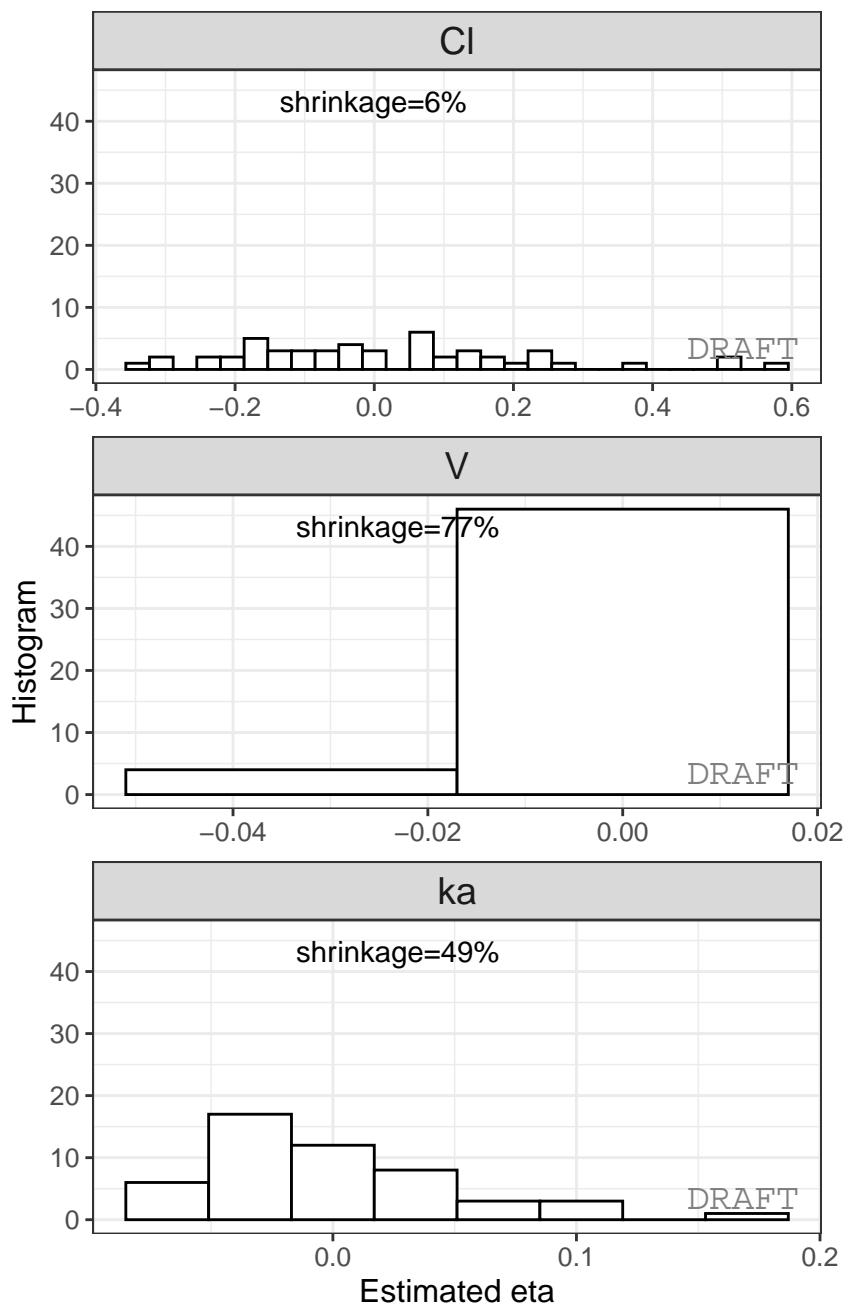 Cl
shrinkage=6%
40
30
20
10
0
DRAFT
−0.4 −0.2 0.0 0.2 0.4 0.6
V
shrinkage=77%
40
30
20
10
0
DRAFT
−0.04 −0.02 0.00 0.02
Histogram
ka
shrinkage=49%
40
30
20
10
0
DRAFT
0.0 0.1 0.2
Estimated eta